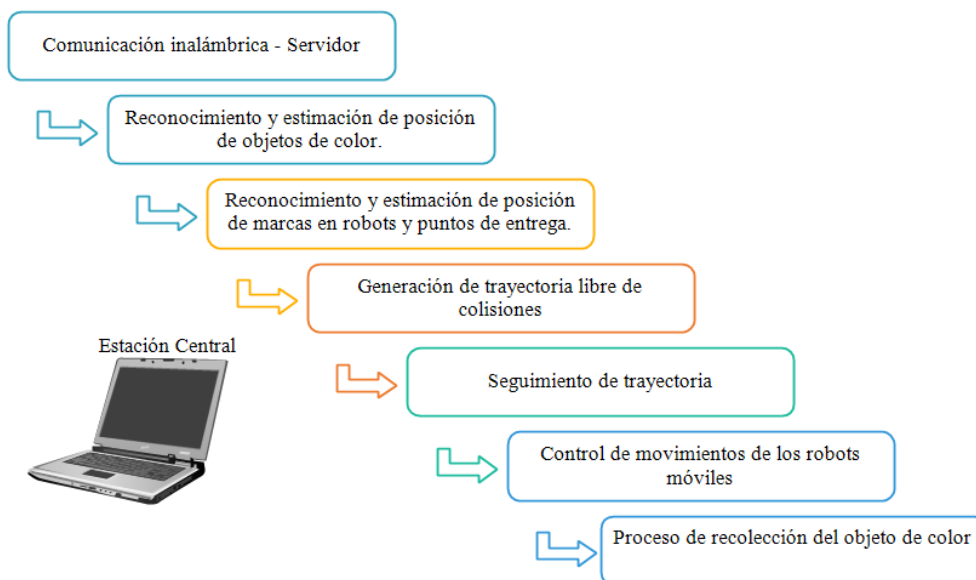 Comunicación inalámbrica - Servidor
Reconocimiento y estimación de posición
de objetos de color.
Reconocimiento y estimación de posición
de marcas en robots y puntos de entrega.
Generación de trayectoria libre de
colisiones
Estación Central
Seguimiento de trayectoria
Control de movimientos de los robots
móviles
Proceso de recolección del objeto de color